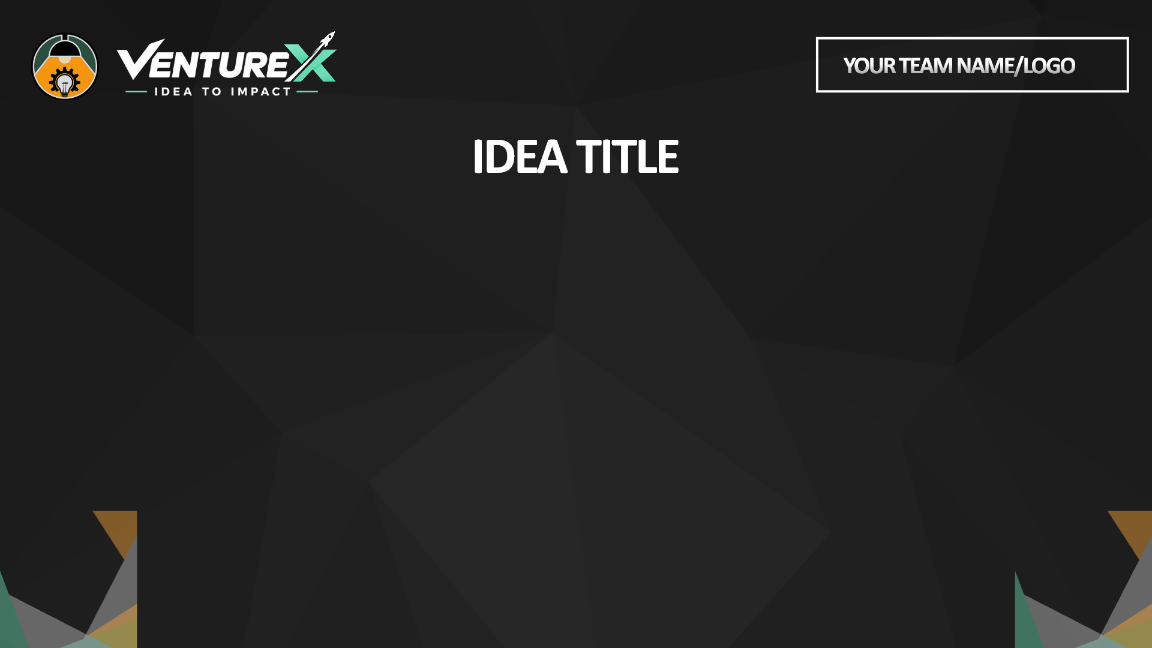 VENTUREX
IDEA TO IMPACT
YOUR TEAM NAME/LOGO
IDEA TITLE